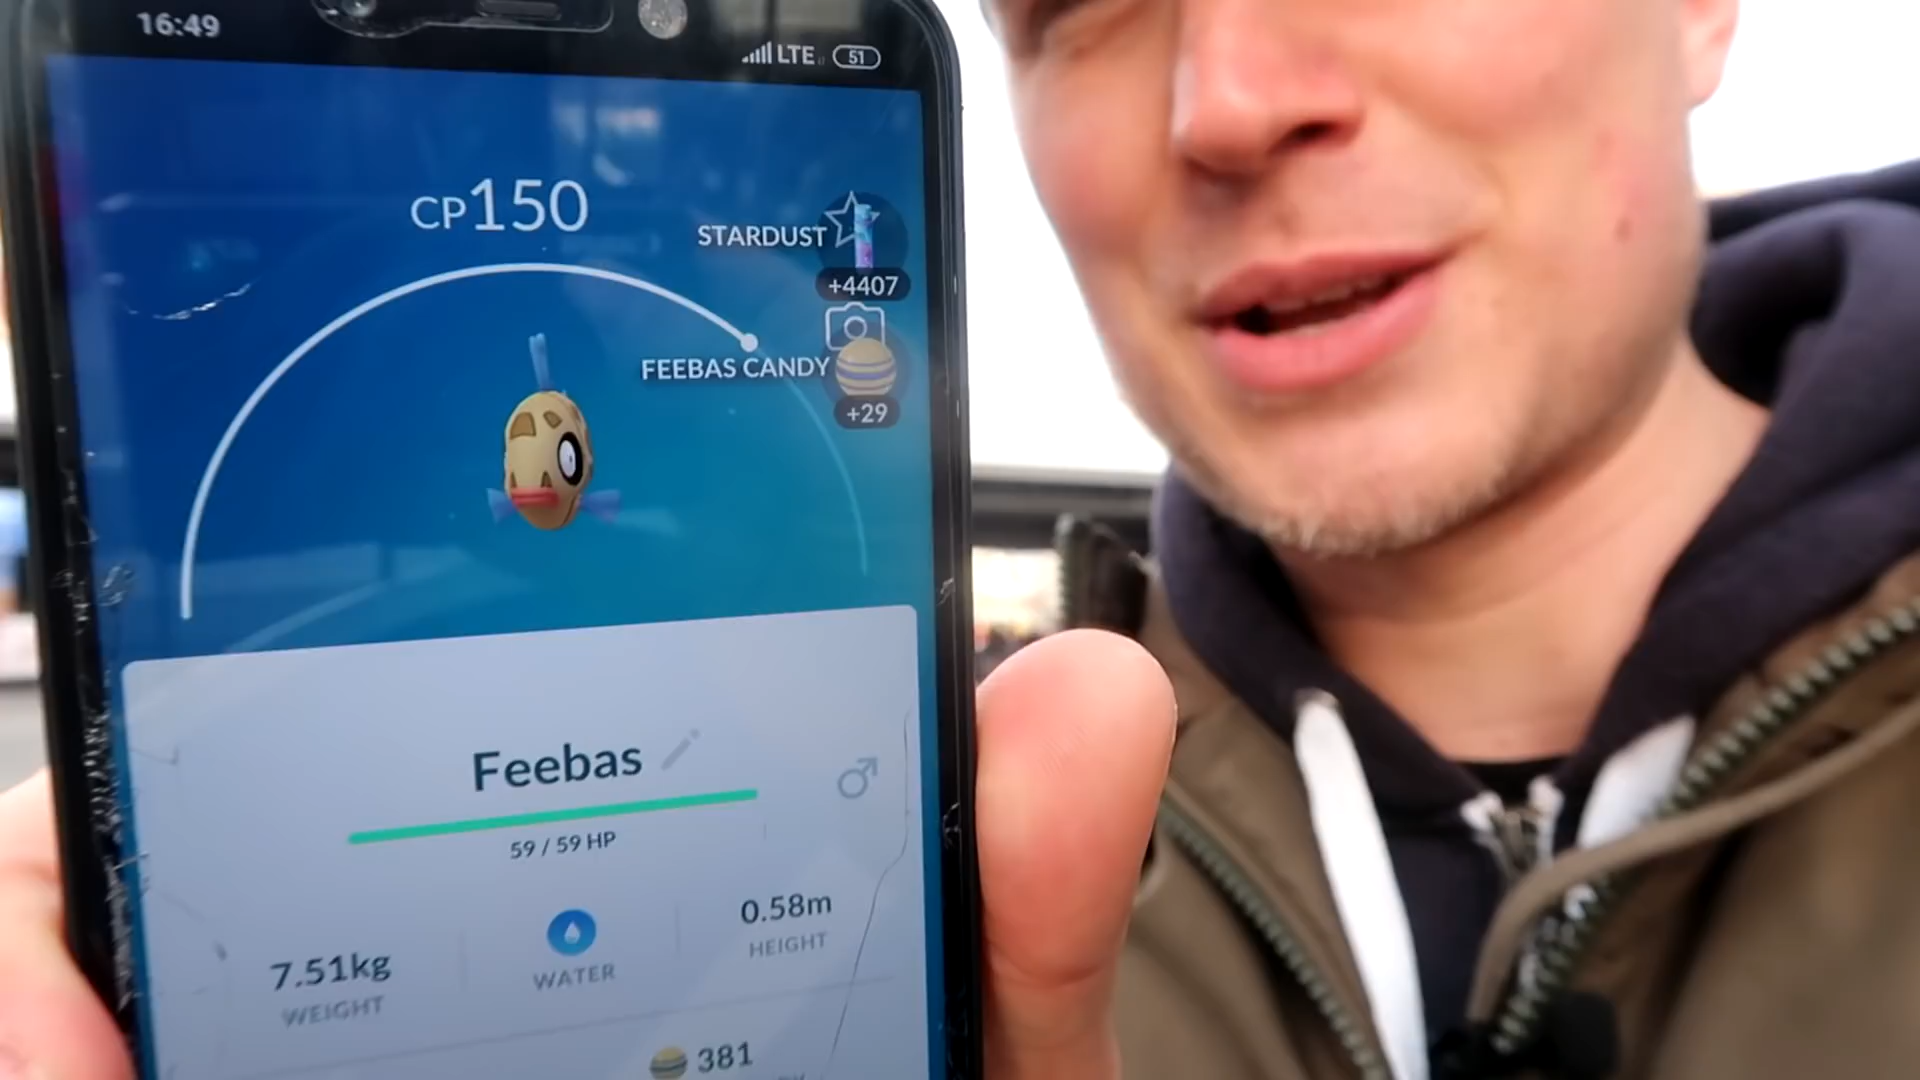 16:49
LTE 51
CP150
STARDUST
+4407
FEEBAS CANDY
+29
Feebas
59 / 59 HP
7.51kg
WEIGHT
WATER
0.58m
HEIGHT
381